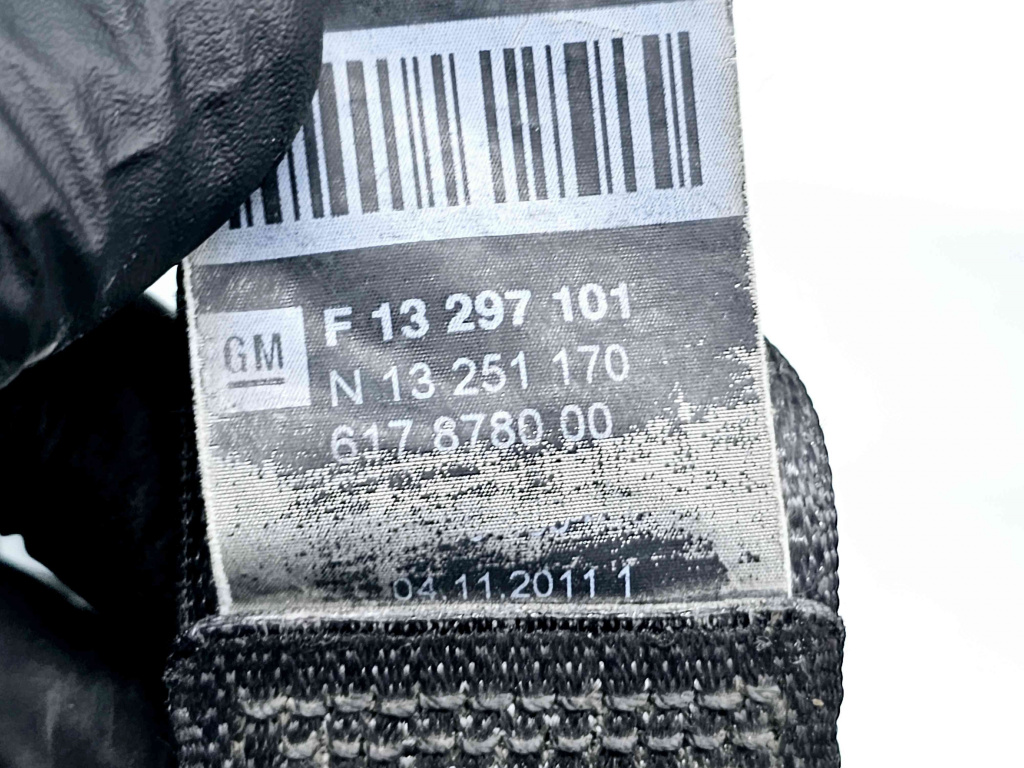 GM
F 13 297 101
N 13 251 170
617 8780 00
04.11.2011 1